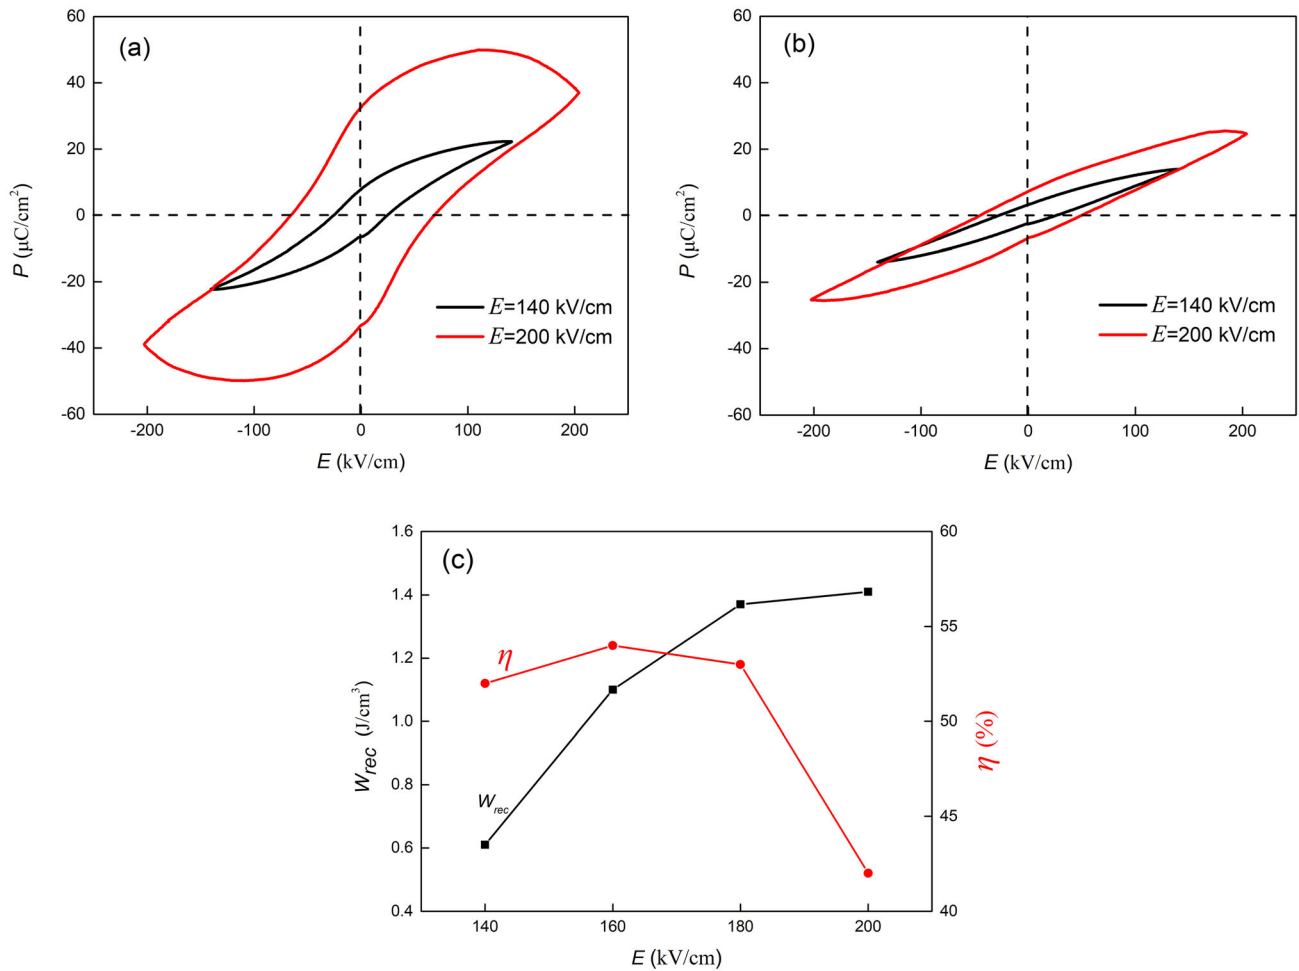 (a)
60
40
20
0
-20
-40
-60
P (μC/cm²)
E=140 kV/cm
E=200 kV/cm
-200 -100 0 100 200
E (kV/cm)
(b)
60
40
20
0
-20
-40
-60
P (μC/cm²)
E=140 kV/cm
E=200 kV/cm
-200 -100 0 100 200
E (kV/cm)
(c)
1.6
1.4
1.2
1.0
0.8
0.6
0.4
W_rec (J/cm³)
η
W_rec
60
55
50
45
40
η (%)
140 160 180 200
E (kV/cm)